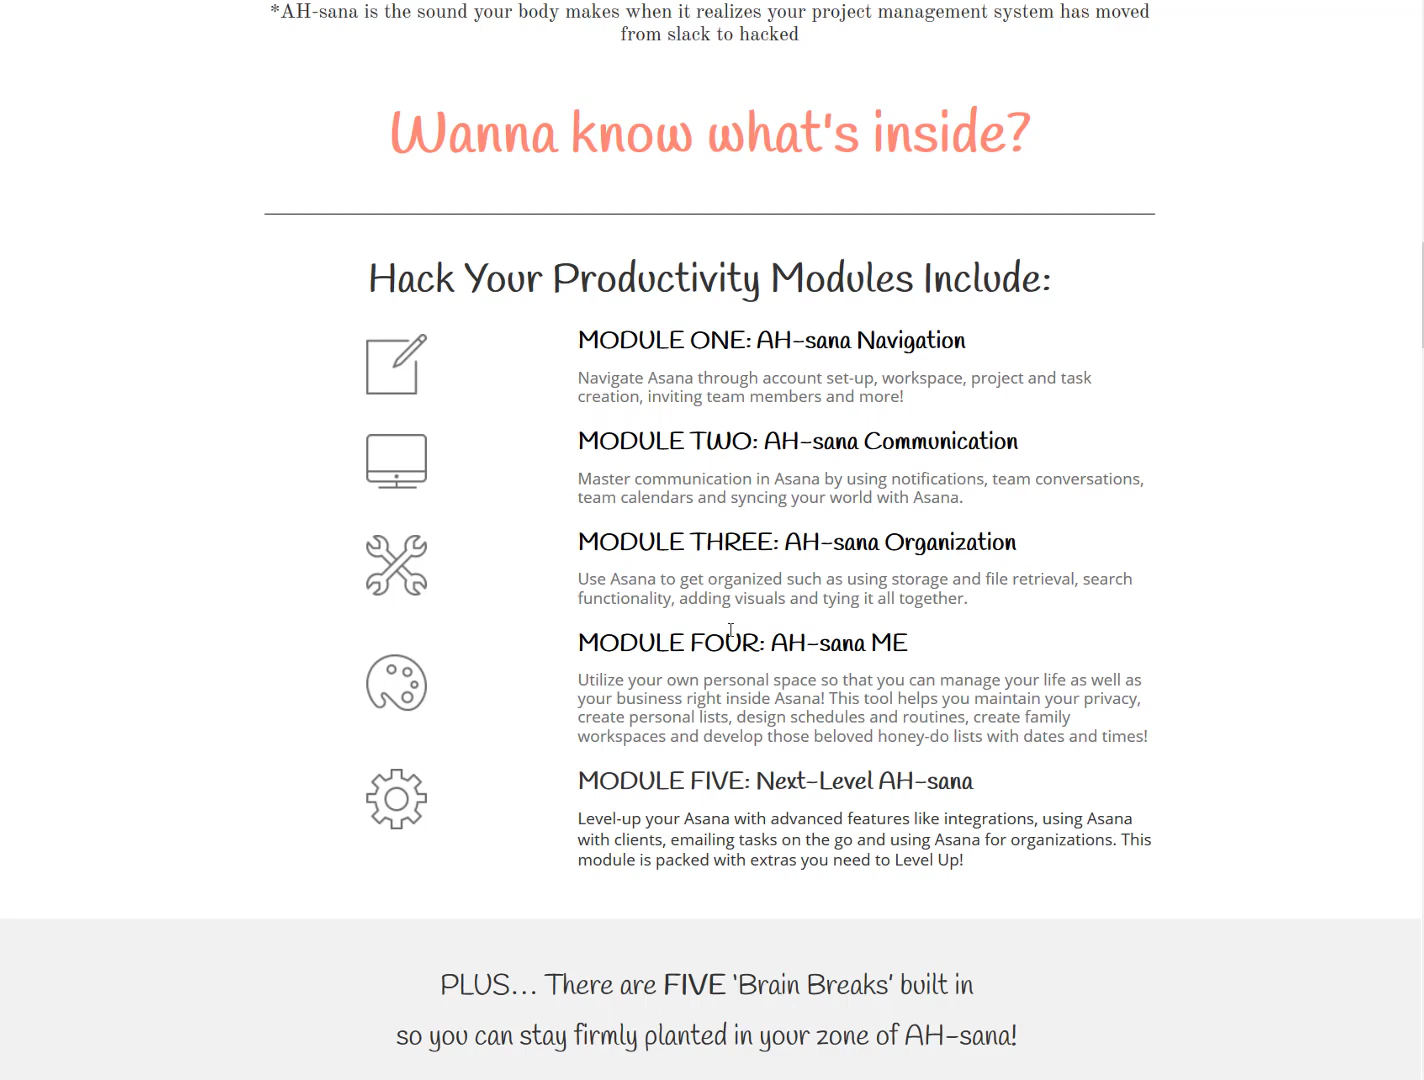 *AH-sana is the sound your body makes when it realizes your project management system has moved
from slack to hacked
Wanna know what's inside?
Hack Your Productivity Modules Include:
MODULE ONE: AH-sana Navigation
Navigate Asana through account set-up, workspace, project and task
creation, inviting team members and more!
MODULE TWO: AH-sana Communication
Master communication in Asana by using notifications, team conversations,
team calendars and syncing your world with Asana.
MODULE THREE: AH-sana Organization
Use Asana to get organized such as using storage and file retrieval, search
functionality, adding visuals and tying it all together.
MODULE FOUR: AH-sana ME
Utilize your own personal space so that you can manage your life as well as
your business right inside Asana! This tool helps you maintain your privacy,
create personal lists, design schedules and routines, create family
workspaces and develop those beloved honey-do lists with dates and times!
MODULE FIVE: Next-Level AH-sana
Level-up your Asana with advanced features like integrations, using Asana
with clients, emailing tasks on the go and using Asana for organizations. This
module is packed with extras you need to Level Up!
PLUS... There are FIVE 'Brain Breaks' built in
so you can stay firmly planted in your zone of AH-sana!